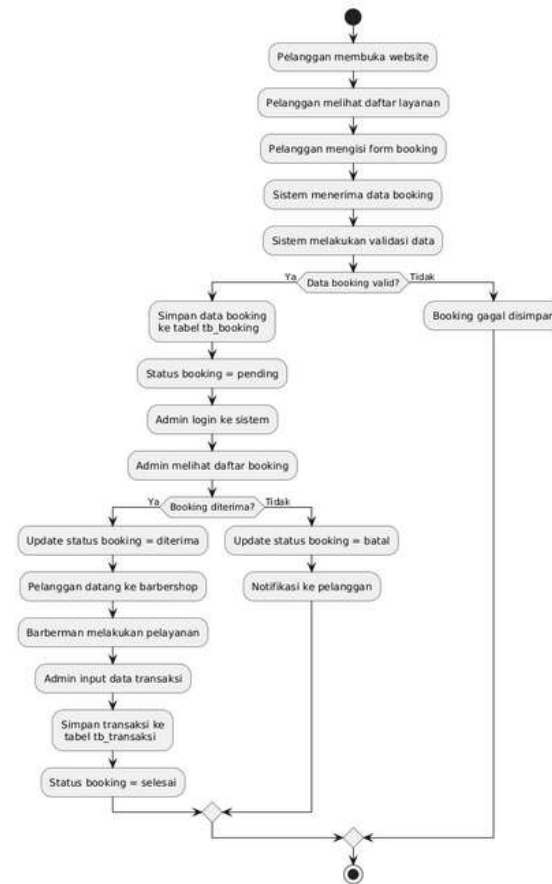 Pelanggan membuka website
Pelanggan melihat daftar layanan
Pelanggan mengisi form booking
Sistem menerima data booking
Sistem melakukan validasi data
Ya
Data booking valid?
Tidak
Simpan data booking
ke tabel tb_booking
Booking gagal disimpan
Status booking = pending
Admin login ke sistem
Admin melihat daftar booking
Ya
Booking diterima?
Tidak
Update status booking = diterima
Update status booking = batal
Pelanggan datang ke barbershop
Notifikasi ke pelanggan
Barberman melakukan pelayanan
Admin input data transaksi
Simpan transaksi ke
tabel tb_transaksi
Status booking = selesai